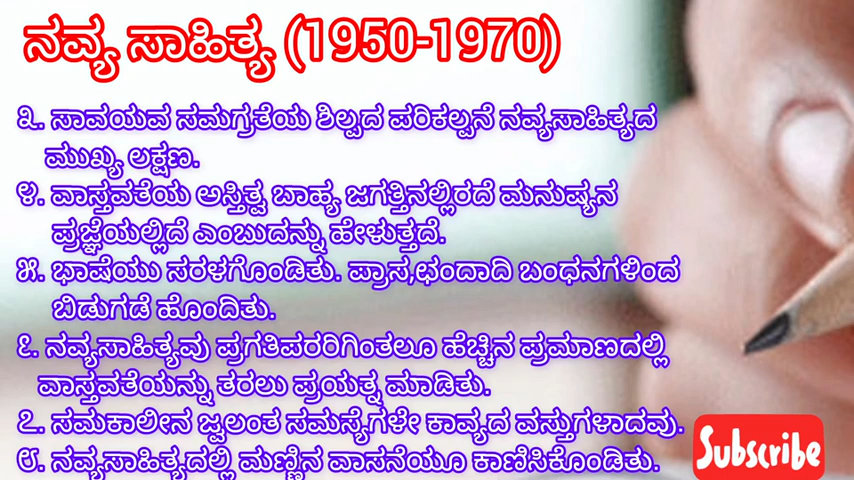 ನವ್ಯ ಸಾಹಿತ್ಯ (1950-1970)
೩. ಸಾವಯವ ಸಮಗ್ರತೆಯ ಶಿಲ್ಪದ ಪರಿಕಲ್ಪನೆ ನವ್ಯಸಾಹಿತ್ಯದ
ಮುಖ್ಯ ಲಕ್ಷಣ.
೪. ವಾಸ್ತವತೆಯ ಅಸ್ತಿತ್ವ ಬಾಹ್ಯ ಜಗತ್ತಿನಲ್ಲಿರದೆ ಮನುಷ್ಯನ
ಪ್ರಜ್ಞೆಯಲ್ಲಿದೆ ಎಂಬುದನ್ನು ಹೇಳುತ್ತದೆ.
೫. ಭಾಷೆಯು ಸರಳಗೊಂಡಿತು. ಪ್ರಾಸ,ಛಂದಾದಿ ಬಂಧನಗಳಿಂದ
ಬಿಡುಗಡೆ ಹೊಂದಿತು.
೬. ನವ್ಯಸಾಹಿತ್ಯವು ಪ್ರಗತಿಪರರಿಗಿಂತಲೂ ಹೆಚ್ಚಿನ ಪ್ರಮಾಣದಲ್ಲಿ
ವಾಸ್ತವತೆಯನ್ನು ತರಲು ಪ್ರಯತ್ನ ಮಾಡಿತು.
೭. ಸಮಕಾಲೀನ ಜ್ವಲಂತ ಸಮಸ್ಯೆಗಳೇ ಕಾವ್ಯದ ವಸ್ತುಗಳಾದವು.
೮. ನವ್ಯಸಾಹಿತ್ಯದಲ್ಲಿ ಮಣ್ಣಿನ ವಾಸನೆಯೂ ಕಾಣಿಸಿಕೊಂಡಿತು.
Subscribe